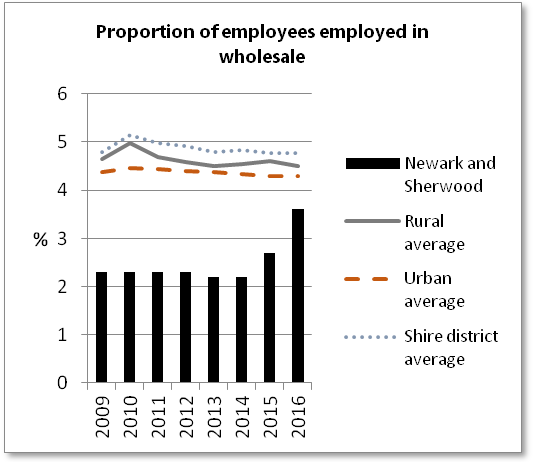 Proportion of employees employed in
wholesale
6
5
4
3
2
1
0
%
2009
2010
2011
2012
2013
2014
2015
2016
Newark and
Sherwood
Rural
average
Urban
average
Shire district
average